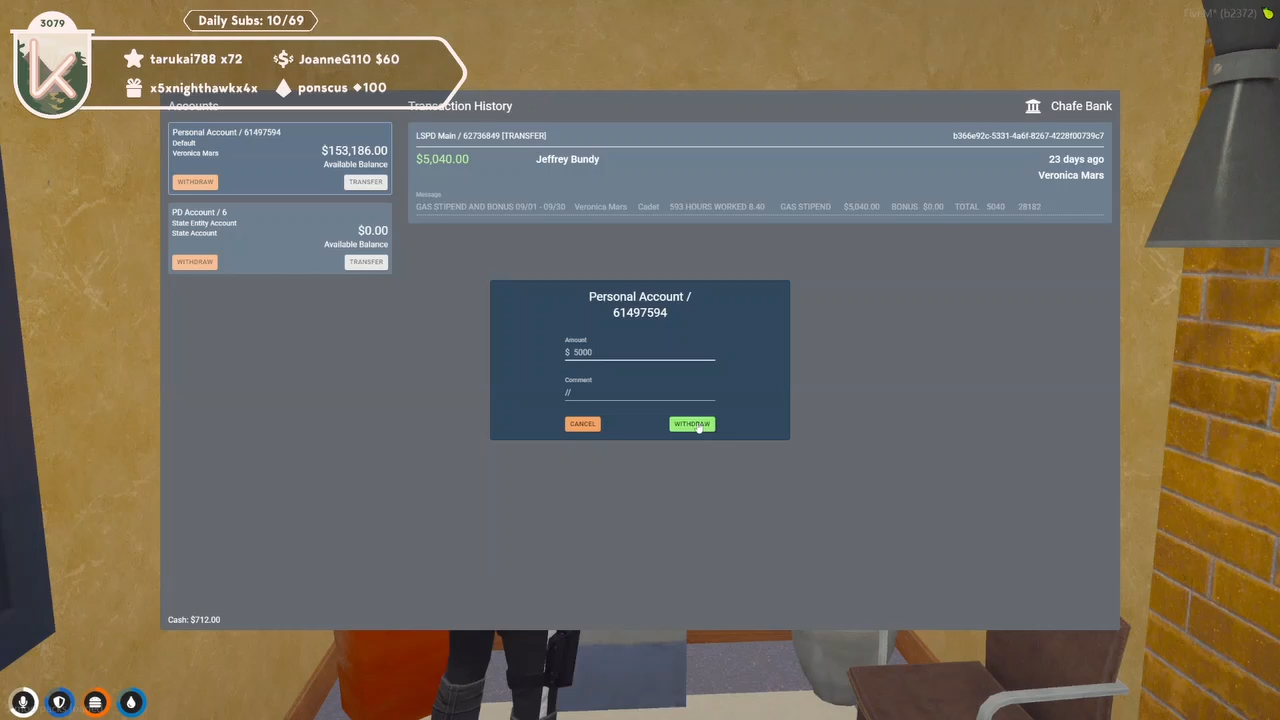 3079
Daily Subs: 10/69
tarukai788 x72
JoanneG110 $60
x5xnighthawkx4x
ponscus ◆100
FiveM* (b2372)
Accounts
Transaction History
Chafe Bank
Personal Account / 61497594
Default
Veronica Mars
$153,186.00
Available Balance
WITHDRAW
TRANSFER
PD Account / 6
State Entity Account
State Account
$0.00
Available Balance
WITHDRAW
TRANSFER
LSPD Main / 62736849 [TRANSFER]
b366e92c-5331-4a6f-8267-4228f00739c7
$5,040.00
Jeffrey Bundy
23 days ago
Veronica Mars
Message
GAS STIPEND AND BONUS 09/01 - 09/30 Veronica Mars Cadet 593 HOURS WORKED 8.40 GAS STIPEND $5,040.00 BONUS $0.00 TOTAL 5040 28182
Personal Account /
61497594
Amount
$ 5000
Comment
//
CANCEL
WITHDRAW
Cash: $712.00